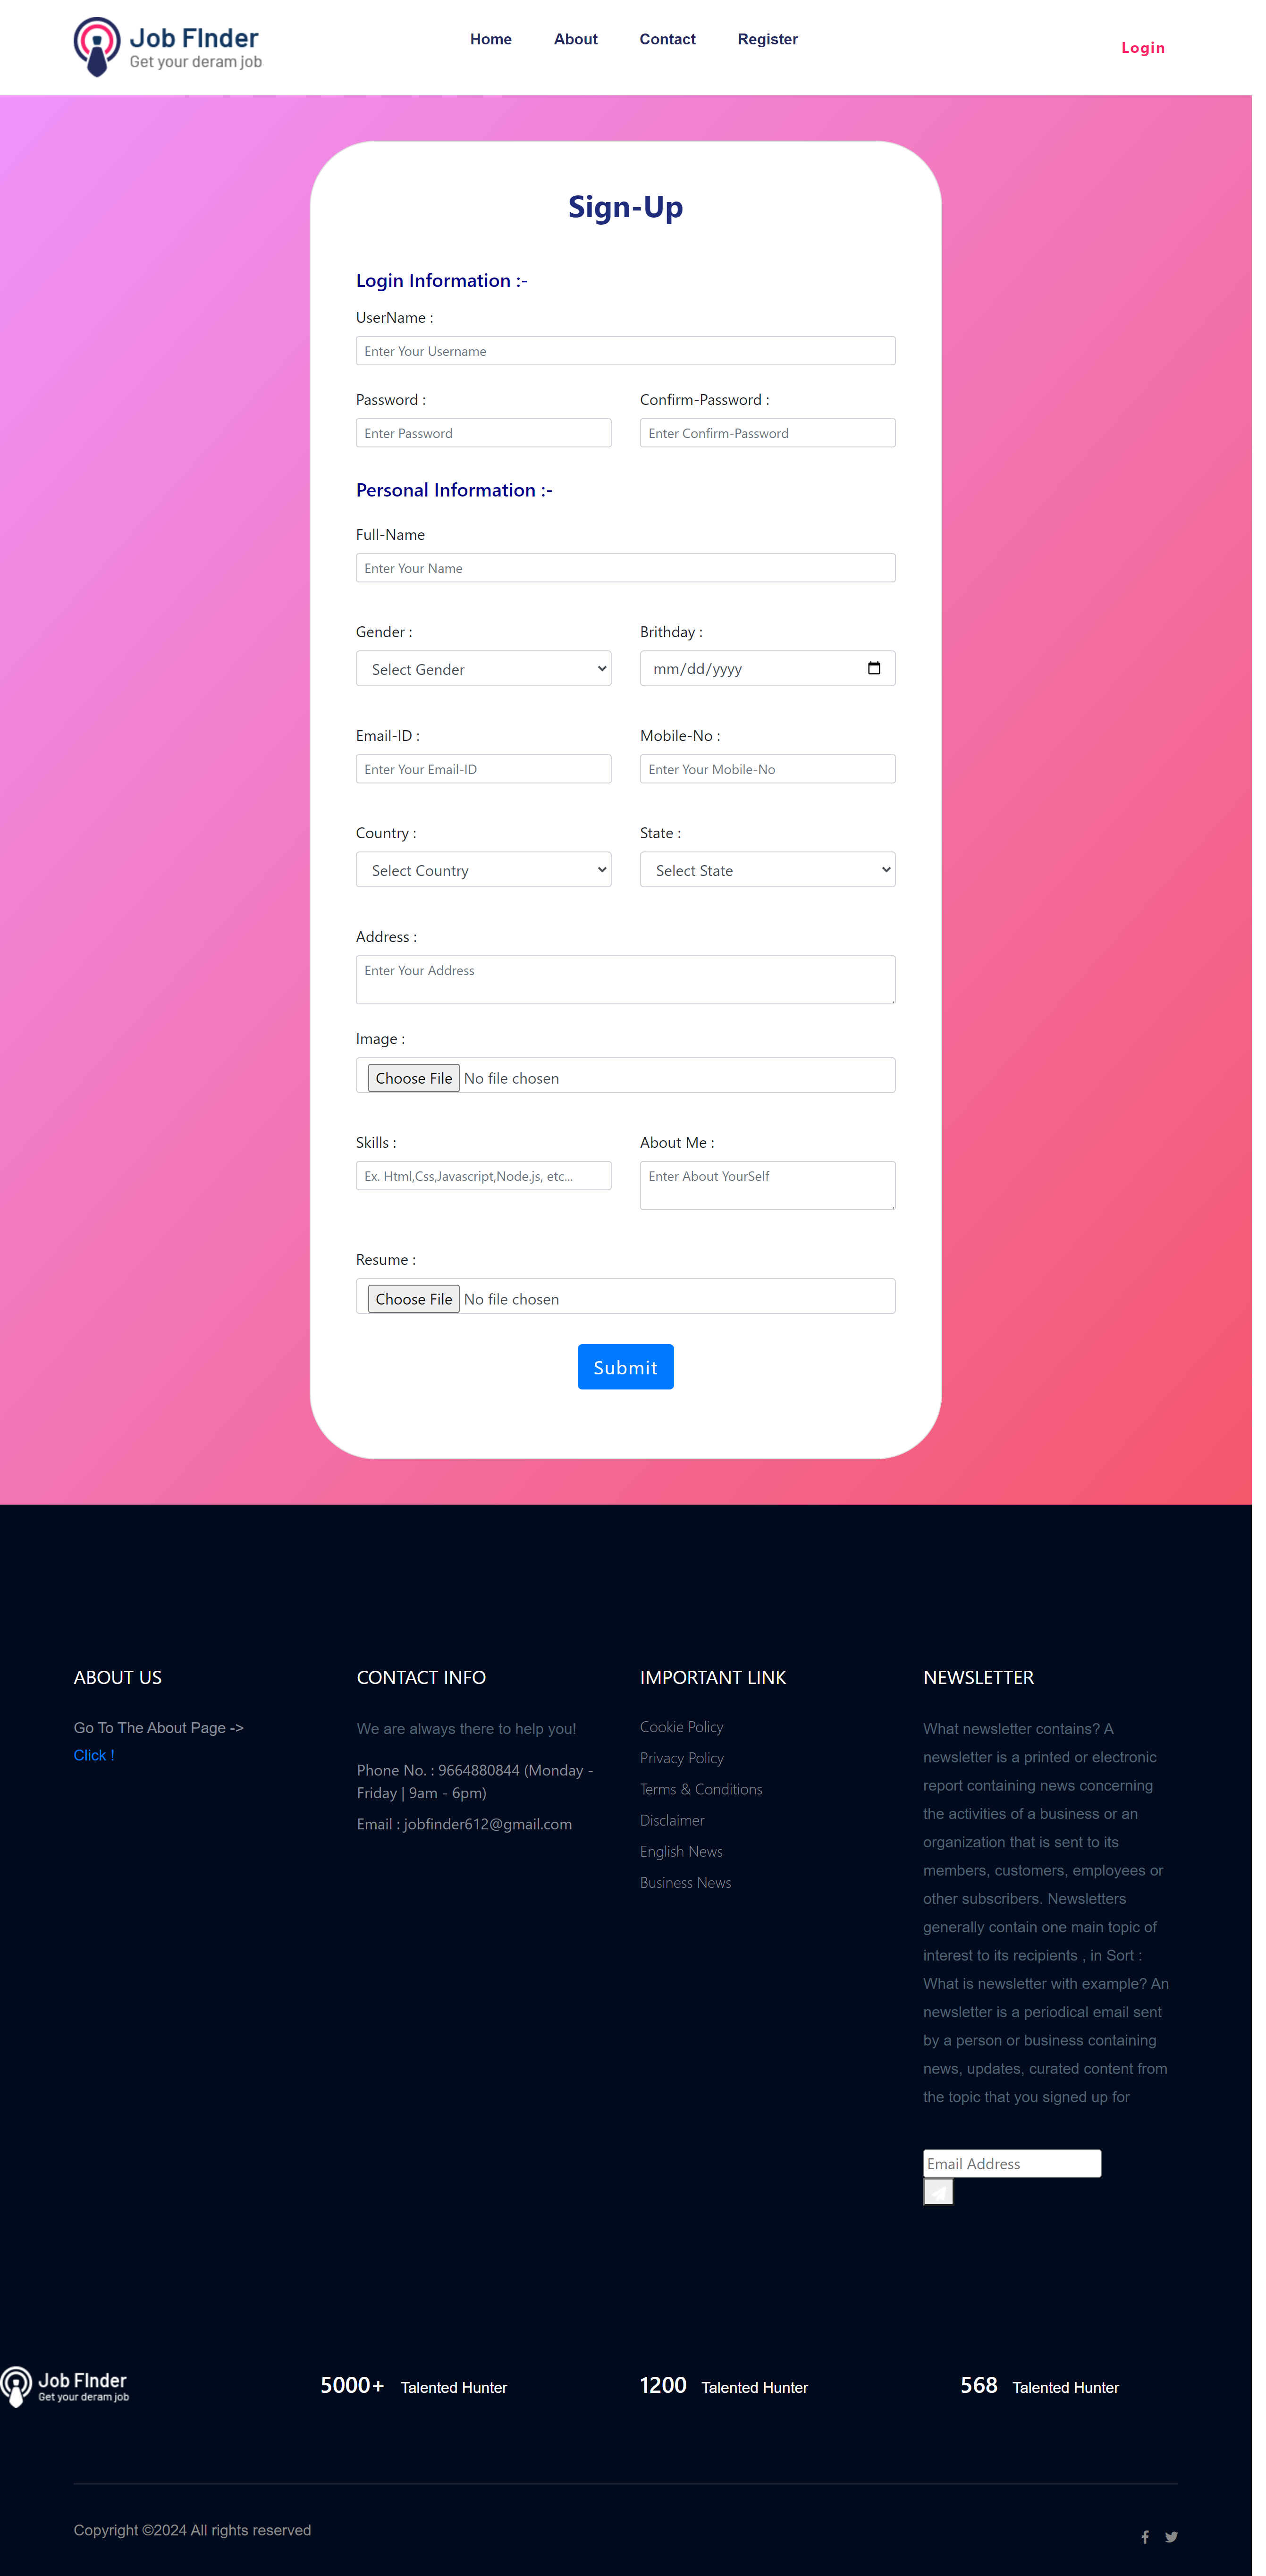 Job FInder
Get your deram job
Home About Contact Register
Login
Sign-Up
Login Information :-
UserName :
Enter Your Username
Password : Confirm-Password :
Enter Password Enter Confirm-Password
Personal Information :-
Full-Name
Enter Your Name
Gender : Brithday :
Select Gender mm/dd/yyyy
Email-ID : Mobile-No :
Enter Your Email-ID Enter Your Mobile-No
Country : State :
Select Country Select State
Address :
Enter Your Address
Image :
Choose File No file chosen
Skills : About Me :
Ex. Html,Css,Javascript,Node.js, etc... Enter About YourSelf
Resume :
Choose File No file chosen
Submit
ABOUT US
Go To The About Page ->
Click !
CONTACT INFO
We are always there to help you!
Phone No. : 9664880844 (Monday -
Friday | 9am - 6pm)
Email : jobfinder612@gmail.com
IMPORTANT LINK
Cookie Policy
Privacy Policy
Terms & Conditions
Disclaimer
English News
Business News
NEWSLETTER
What newsletter contains? A
newsletter is a printed or electronic
report containing news concerning
the activities of a business or an
organization that is sent to its
members, customers, employees or
other subscribers. Newsletters
generally contain one main topic of
interest to its recipients , in Sort :
What is newsletter with example? An
newsletter is a periodical email sent
by a person or business containing
news, updates, curated content from
the topic that you signed up for
Email Address
Job FInder
Get your deram job
5000+ Talented Hunter
1200 Talented Hunter
568 Talented Hunter
Copyright ©2024 All rights reserved